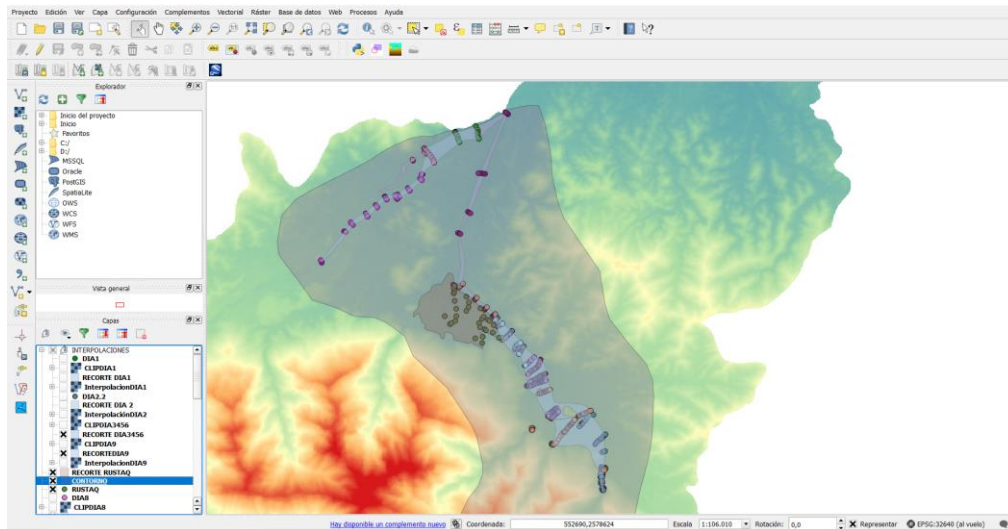 Proyecto Edición Ver Capa Configuración Complementos Vectorial Ráster Base de datos Web Procesos Ayuda
Explorador
Inicio del proyecto
Inicio
Favoritos
C:/
D:/
MSSQL
Oracle
PostGIS
SpatiaLite
OWS
WCS
WFS
WMS
Vista general
Capas
INTERPOLACIONES
DIA1
CLIPDIA1
RECORTE DIA1
InterpolacionDIA1
DIA2.2
RECORTE DIA 2
InterpolaciónDIA2
CLIPDIA3456
RECORTE DIA3456
CLIPDIA9
RECORTEDIA9
InterpolacionDIA9
RECORTE RUSTAQ
CONTORNO
RUSTAQ
DIA8
CLIPDIA8
Hay disponible un complemento nuevo Coordenada: 552690,2578624 Escala 1:106.010 Rotación: 0,0 Representar EPSG:32640 (al vuelo)